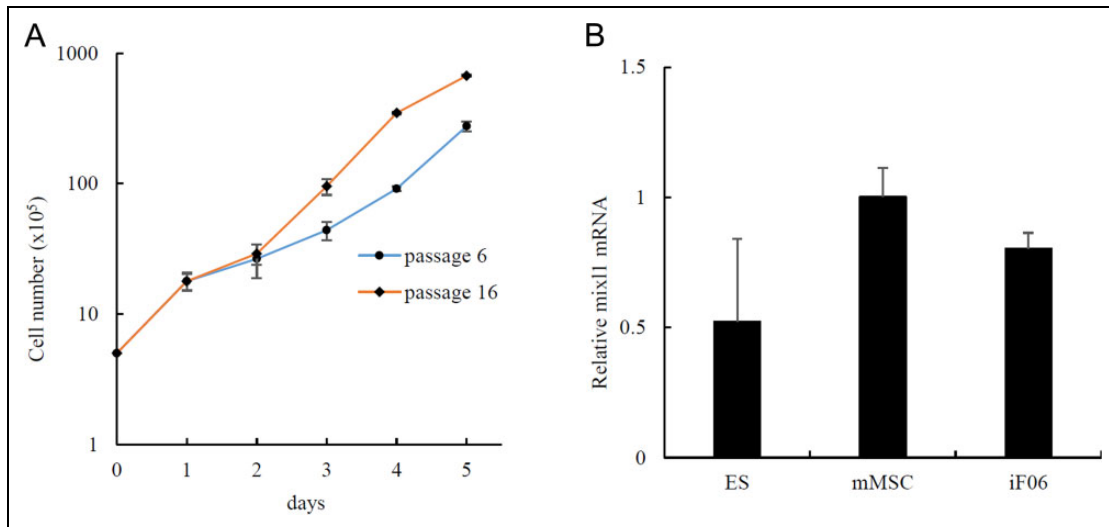 A
Cell number (x10⁵)
1000
100
10
1
0 1 2 3 4 5
days
passage 6
passage 16
B
Relative mixl1 mRNA
1.5
1
0.5
0
ES mMSC iF06